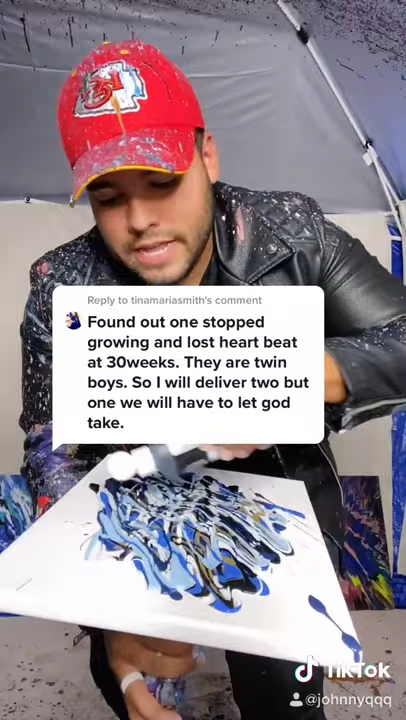 Reply to tinamariasmith's comment
Found out one stopped
growing and lost heart beat
at 30weeks. They are twin
boys. So I will deliver two but
one we will have to let god
take.
TikTok
@johnnyqqq